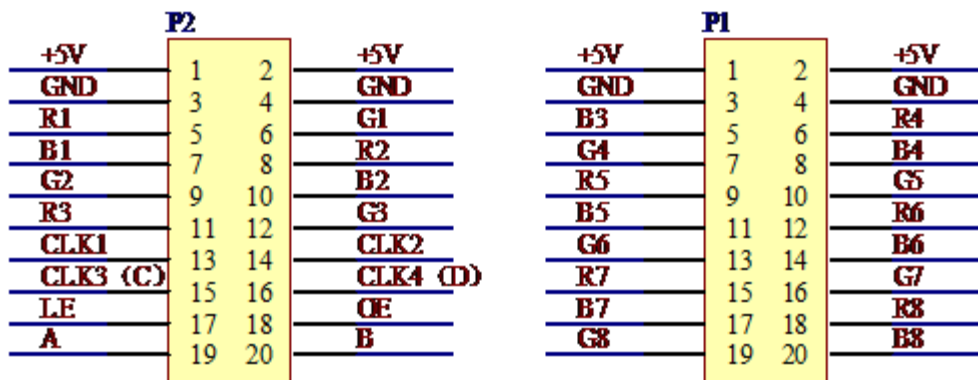 P2 P1
+5V 1 2 +5V +5V 1 2 +5V
GND 3 4 GND GND 3 4 GND
R1 5 6 G1 B3 5 6 R4
B1 7 8 R2 G4 7 8 B4
G2 9 10 B2 R5 9 10 G5
R3 11 12 G3 B5 11 12 R6
CLK1 13 14 CLK2 G6 13 14 B6
CLK3 (C) 15 16 CLK4 (D) R7 15 16 G7
LE 17 18 OE B7 17 18 R8
A 19 20 B G8 19 20 B8